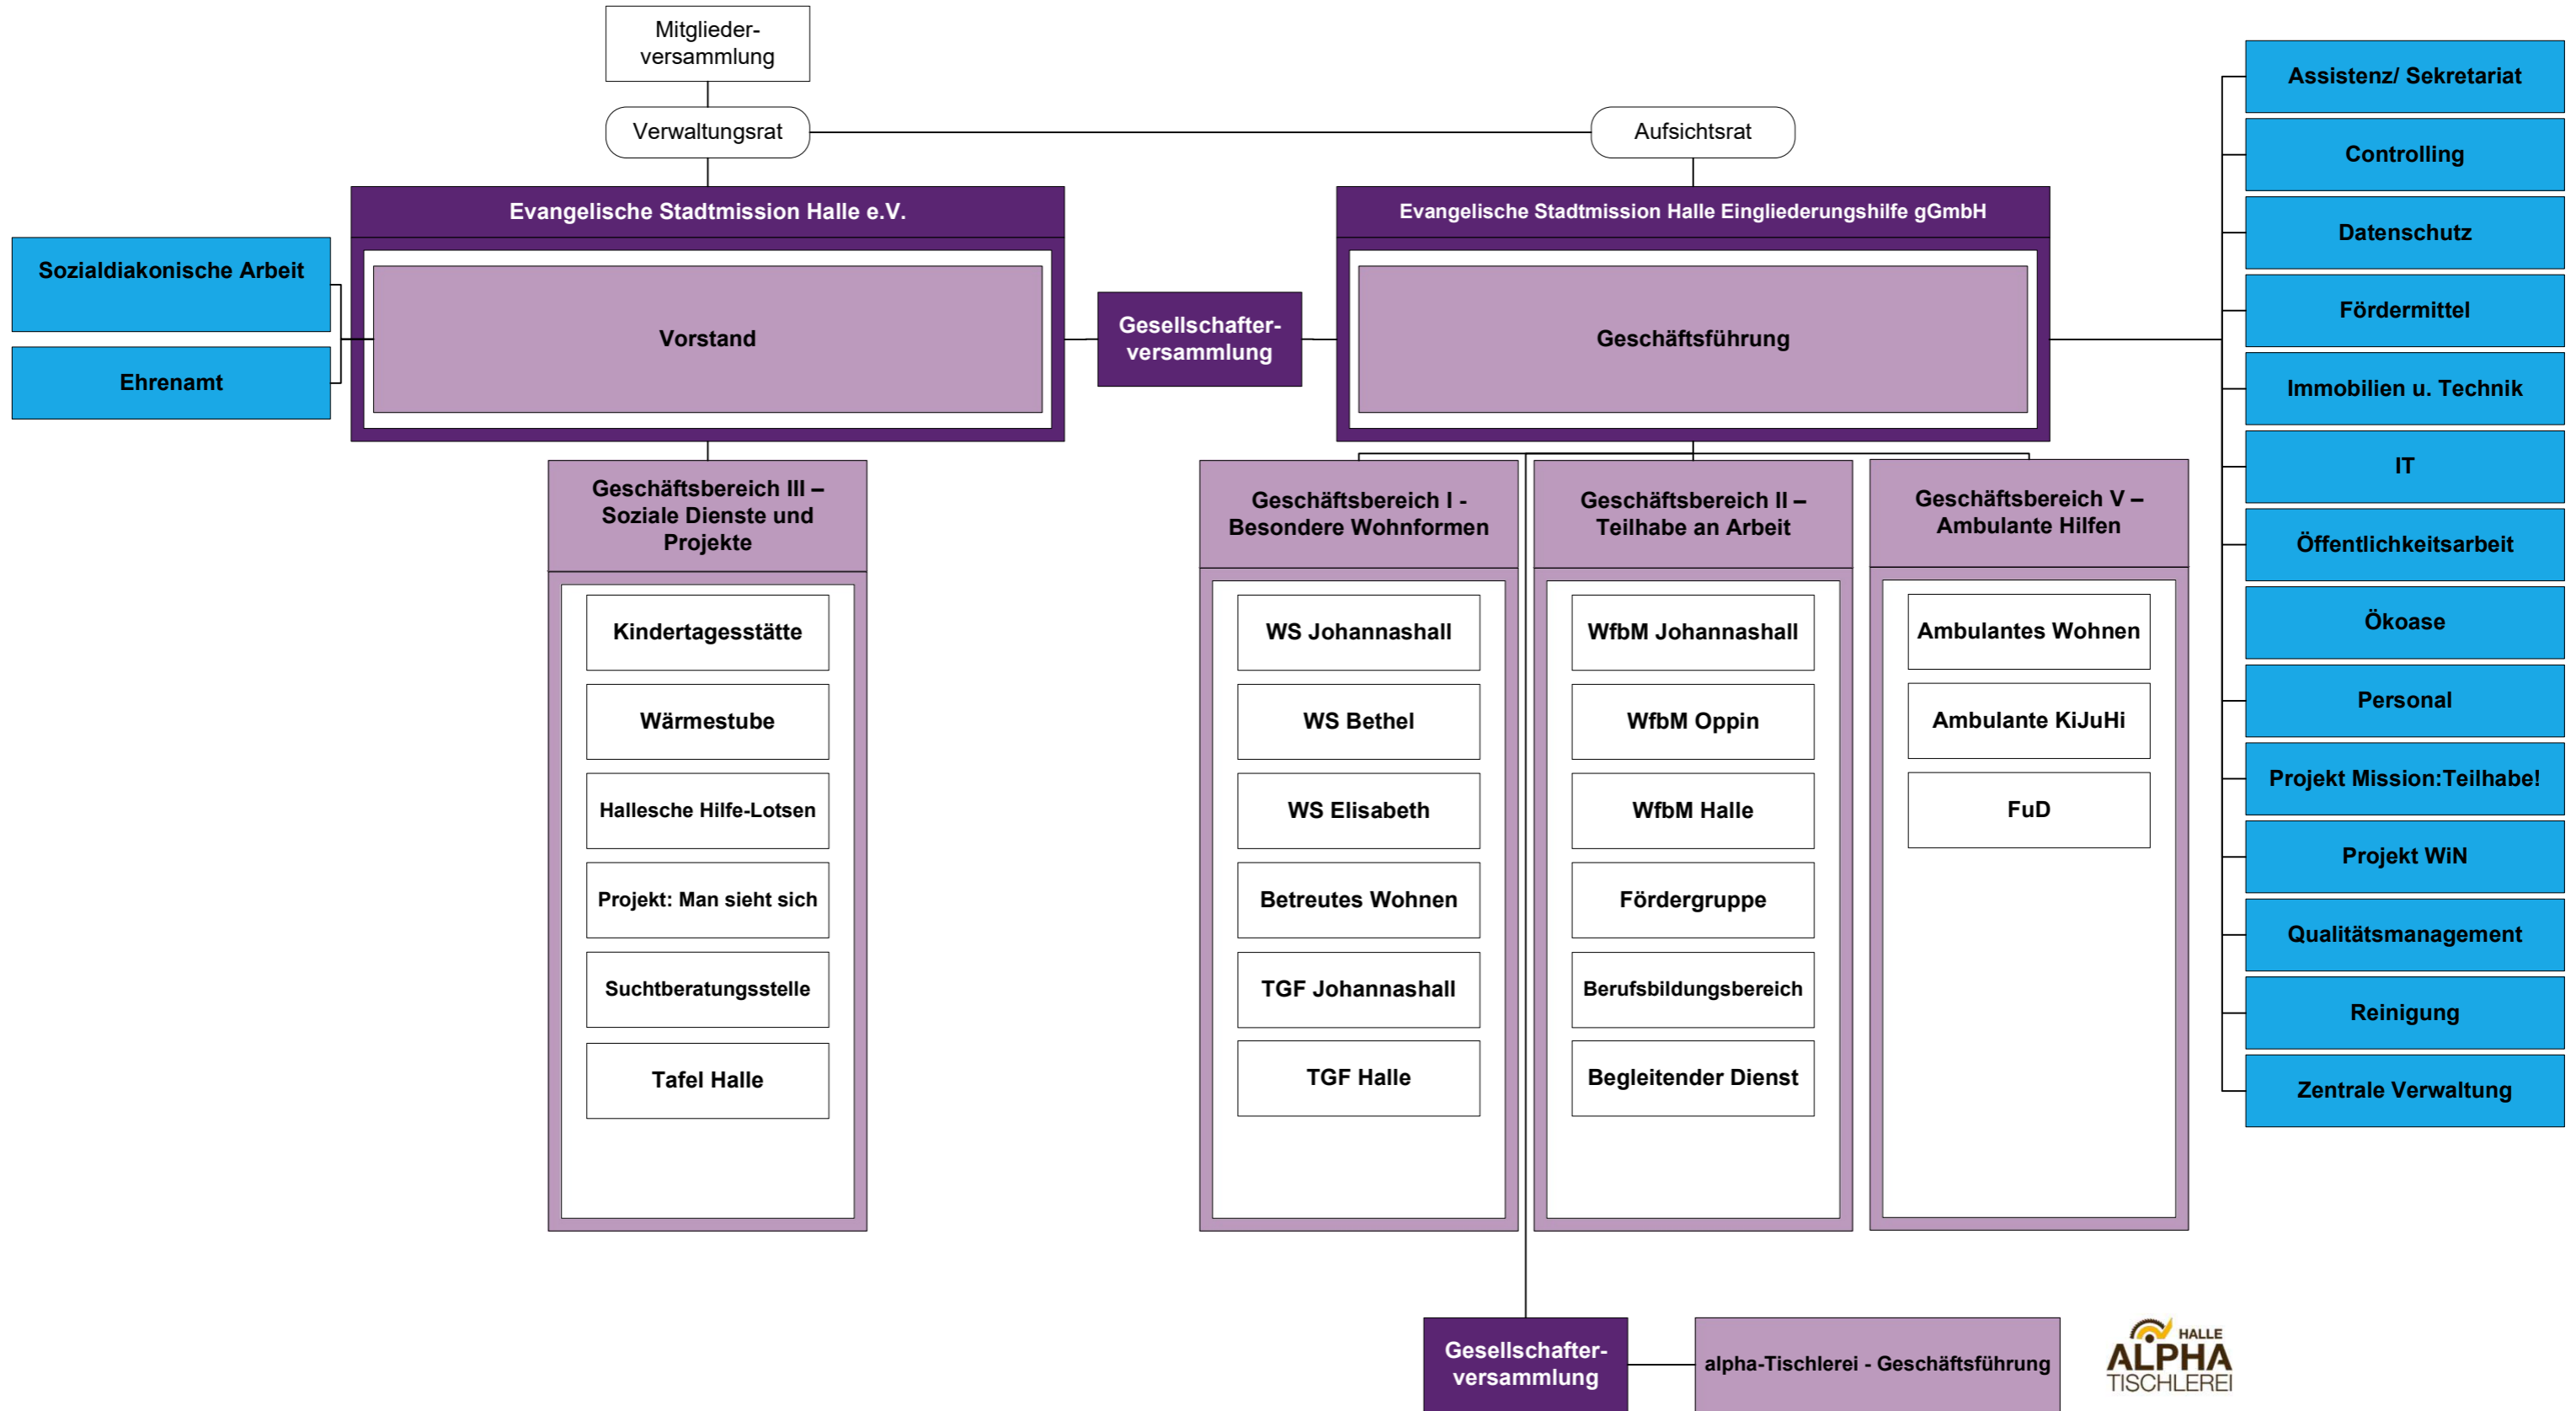 Mitglieder-
versammlung
Verwaltungsrat
Aufsichtsrat
Evangelische Stadtmission Halle e.V.
Vorstand
Sozialdiakonische Arbeit
Ehrenamt
Gesellschafter-
versammlung
Evangelische Stadtmission Halle Eingliederungshilfe gGmbH
Geschäftsführung
Geschäftsbereich III –
Soziale Dienste und
Projekte
Kindertagesstätte
Wärmestube
Hallesche Hilfe-Lotsen
Projekt: Man sieht sich
Suchtberatungsstelle
Tafel Halle
Geschäftsbereich I -
Besondere Wohnformen
WS Johannashall
WS Bethel
WS Elisabeth
Betreutes Wohnen
TGF Johannashall
TGF Halle
Geschäftsbereich II –
Teilhabe an Arbeit
WfbM Johannashall
WfbM Oppin
WfbM Halle
Fördergruppe
Berufsbildungsbereich
Begleitender Dienst
Geschäftsbereich V –
Ambulante Hilfen
Ambulantes Wohnen
Ambulante KiJuHi
FuD
Assistenz/ Sekretariat
Controlling
Datenschutz
Fördermittel
Immobilien u. Technik
IT
Öffentlichkeitsarbeit
Ökoase
Personal
Projekt Mission:Teilhabe!
Projekt WiN
Qualitätsmanagement
Reinigung
Zentrale Verwaltung
Gesellschafter-
versammlung
alpha-Tischlerei - Geschäftsführung
HALLE
ALPHA
TISCHLEREI